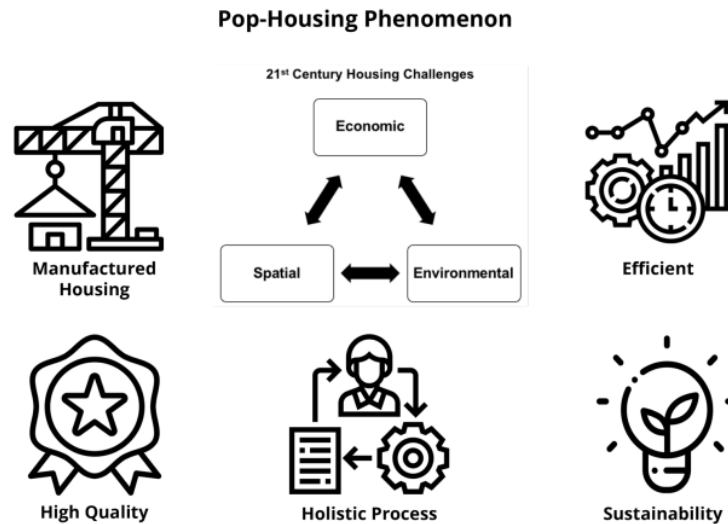 Pop-Housing Phenomenon
21st Century Housing Challenges
Economic
Spatial
Environmental
Manufactured
Housing
Efficient
High Quality
Holistic Process
Sustainability